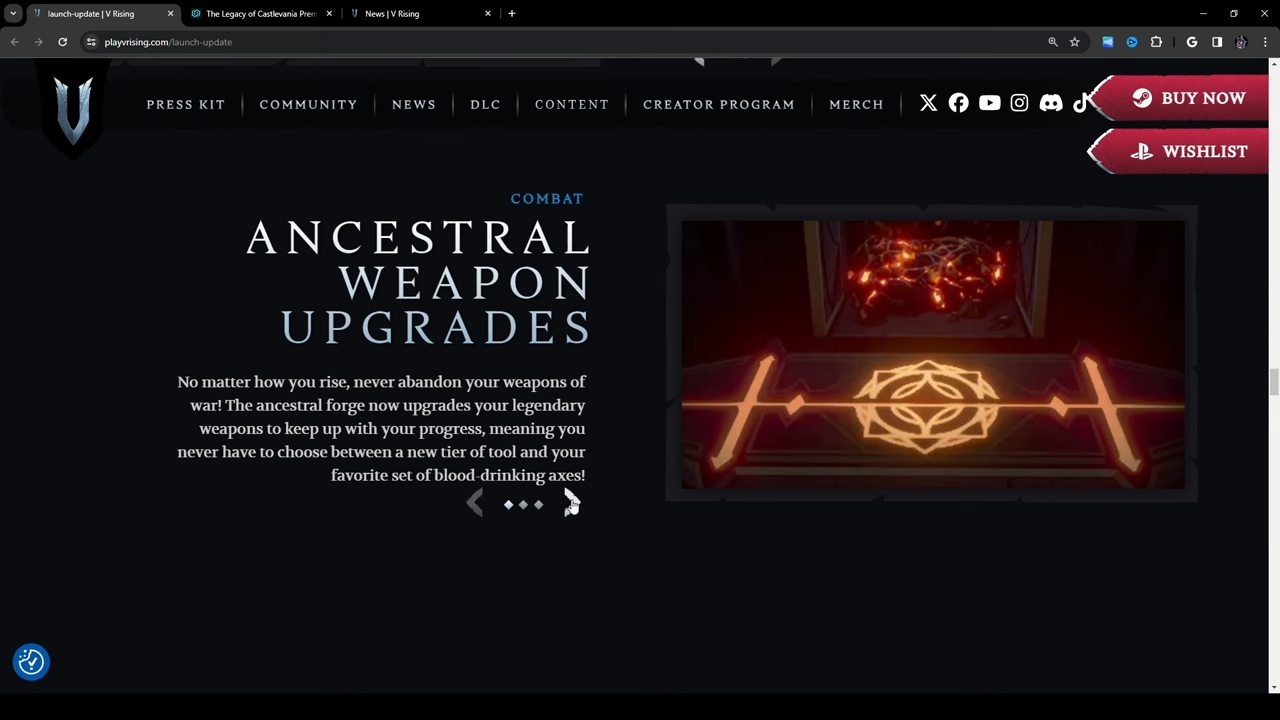 launch-update | V Rising
The Legacy of Castlevania Prem
News | V Rising
playvrising.com/launch-update
PRESS KIT
COMMUNITY
NEWS
DLC
CONTENT
CREATOR PROGRAM
MERCH
BUY NOW
WISHLIST
COMBAT
ANCESTRAL
WEAPON
UPGRADES
No matter how you rise, never abandon your weapons of
war! The ancestral forge now upgrades your legendary
weapons to keep up with your progress, meaning you
never have to choose between a new tier of tool and your
favorite set of blood-drinking axes!